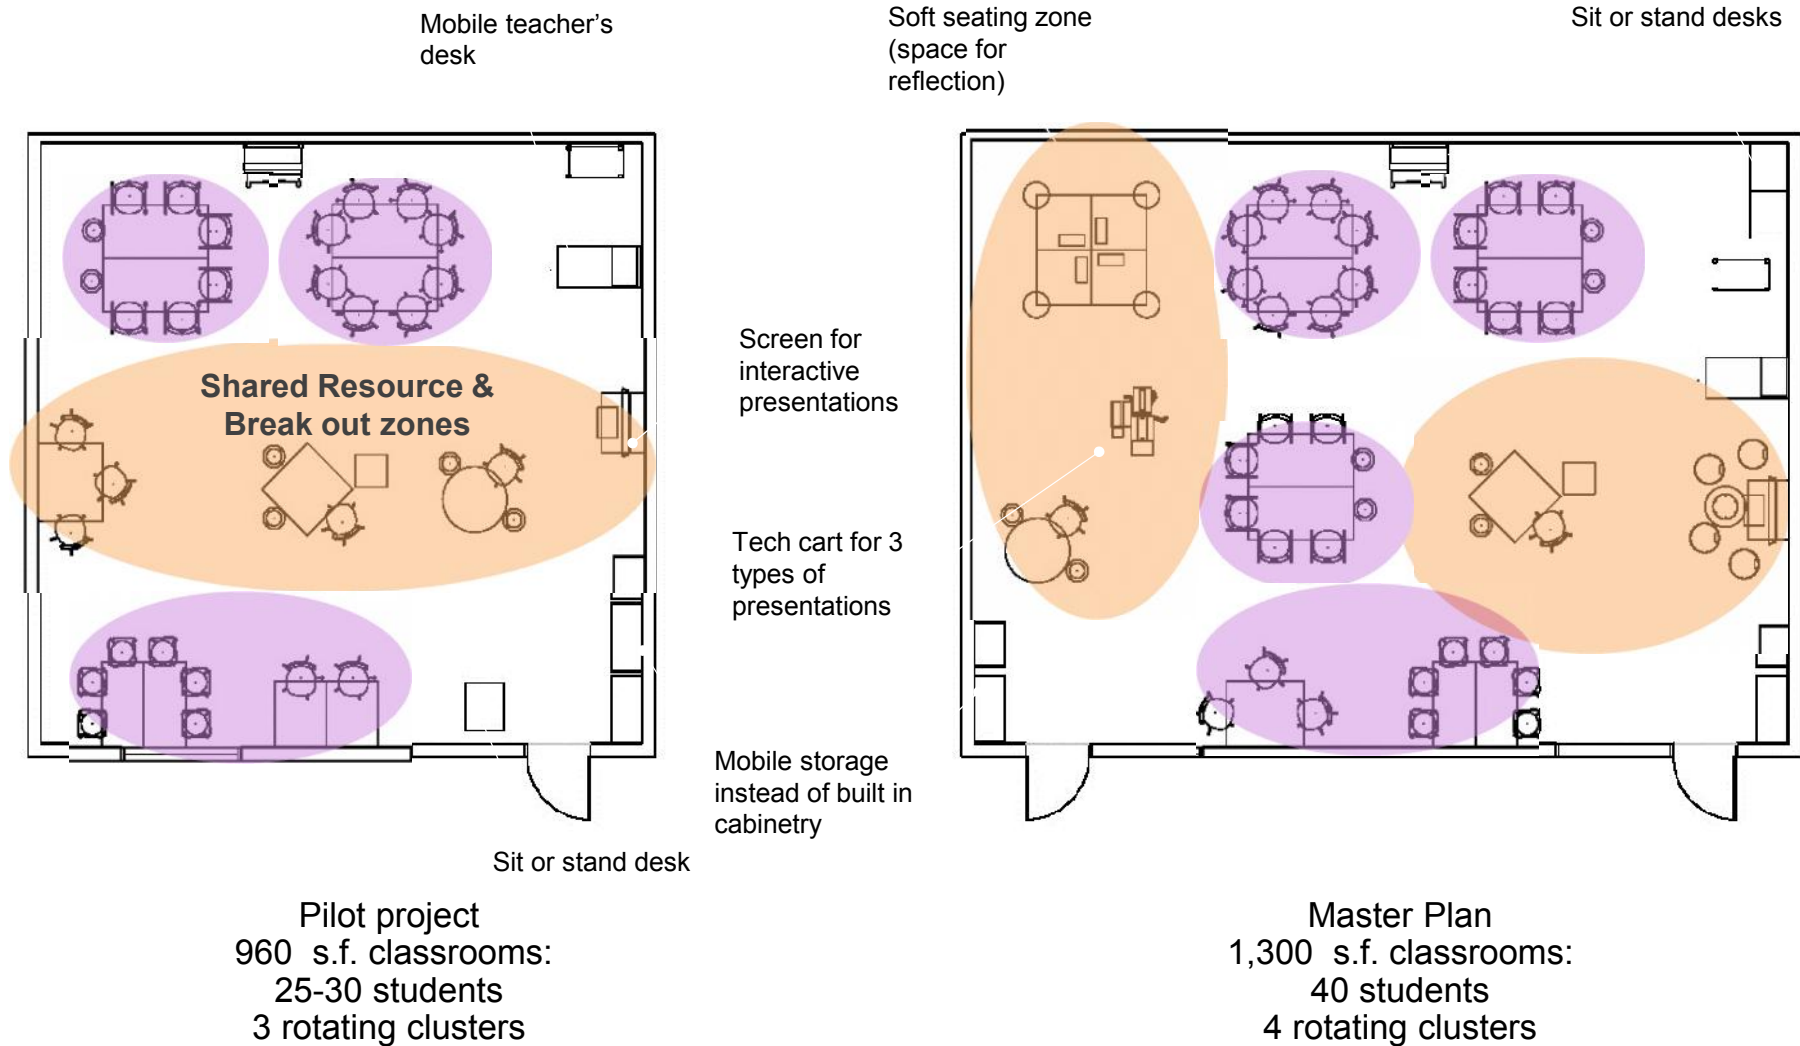 Mobile teacher's
desk
Soft seating zone
(space for
reflection)
Sit or stand desks
Shared Resource &
Break out zones
Screen for
interactive
presentations
Tech cart for 3
types of
presentations
Mobile storage
instead of built in
cabinetry
Sit or stand desk
Pilot project
960 s.f. classrooms:
25-30 students
3 rotating clusters
Master Plan
1,300 s.f. classrooms:
40 students
4 rotating clusters